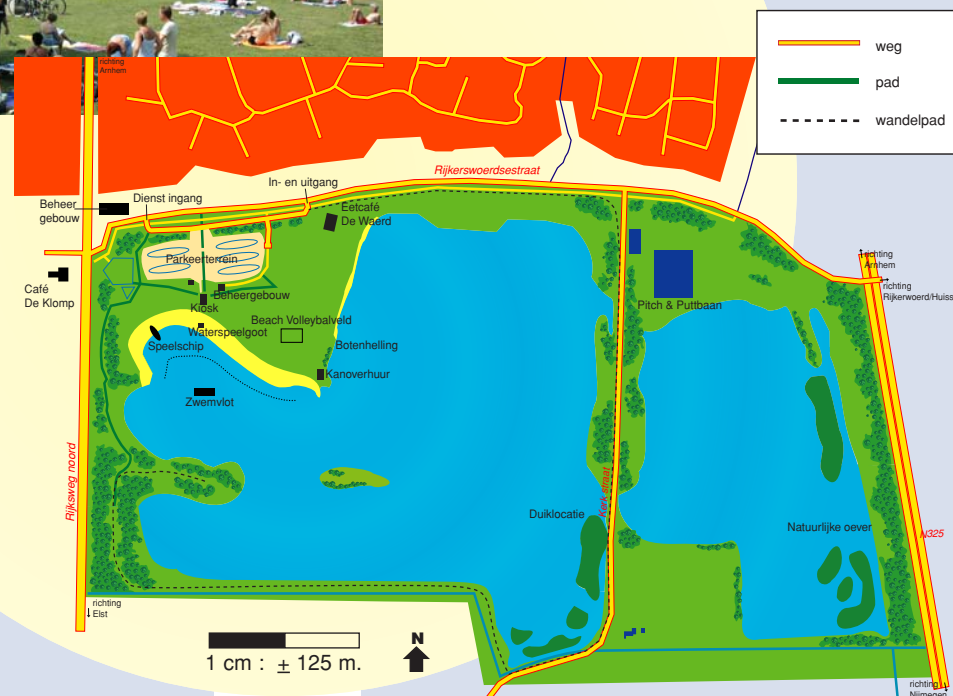 weg
pad
wandelpad
richting
Arnhem
Rijkerswoerdsestraat
In- en uitgang
Dienst ingang
Beheer
gebouw
Eetcafé
De Waerd
Parkeerterrein
Café
De Klomp
Beheergebouw
Kiosk
Beach Volleybalveld
Waterspeelgoot
Speelschip
Botenhelling
Kanoverhuur
Zwemvlot
Pitch & Puttbaan
richting
Arnhem
richting
Rijkerwoerd/Huiss
Rijksweg noord
Kerkstraat
Duiklocatie
Natuurlijke oever
N325
richting
Elst
1 cm : ± 125 m.
N
richting
Nijmegen